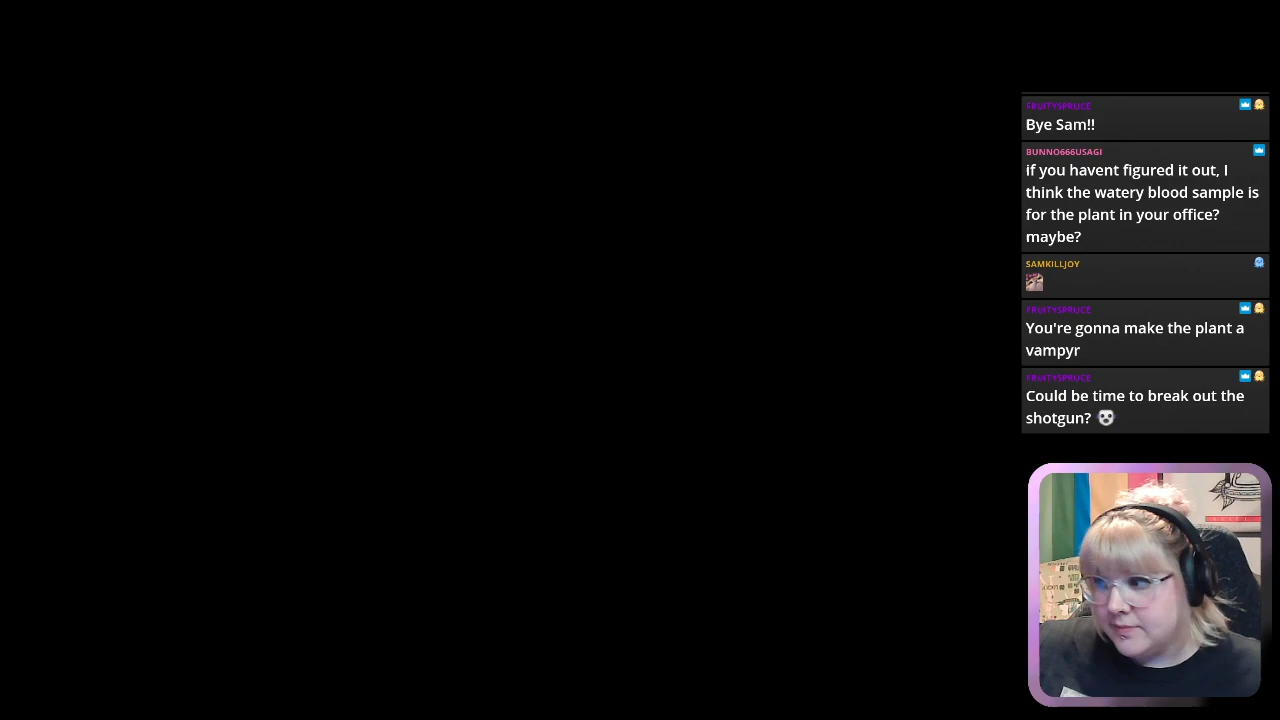 FRUITYSPRUCE
Bye Sam!!
BUNNO666USAGI
if you havent figured it out, I
think the watery blood sample is
for the plant in your office?
maybe?
SAMKILLJOY
FRUITYSPRUCE
You're gonna make the plant a
vampyr
FRUITYSPRUCE
Could be time to break out the
shotgun?